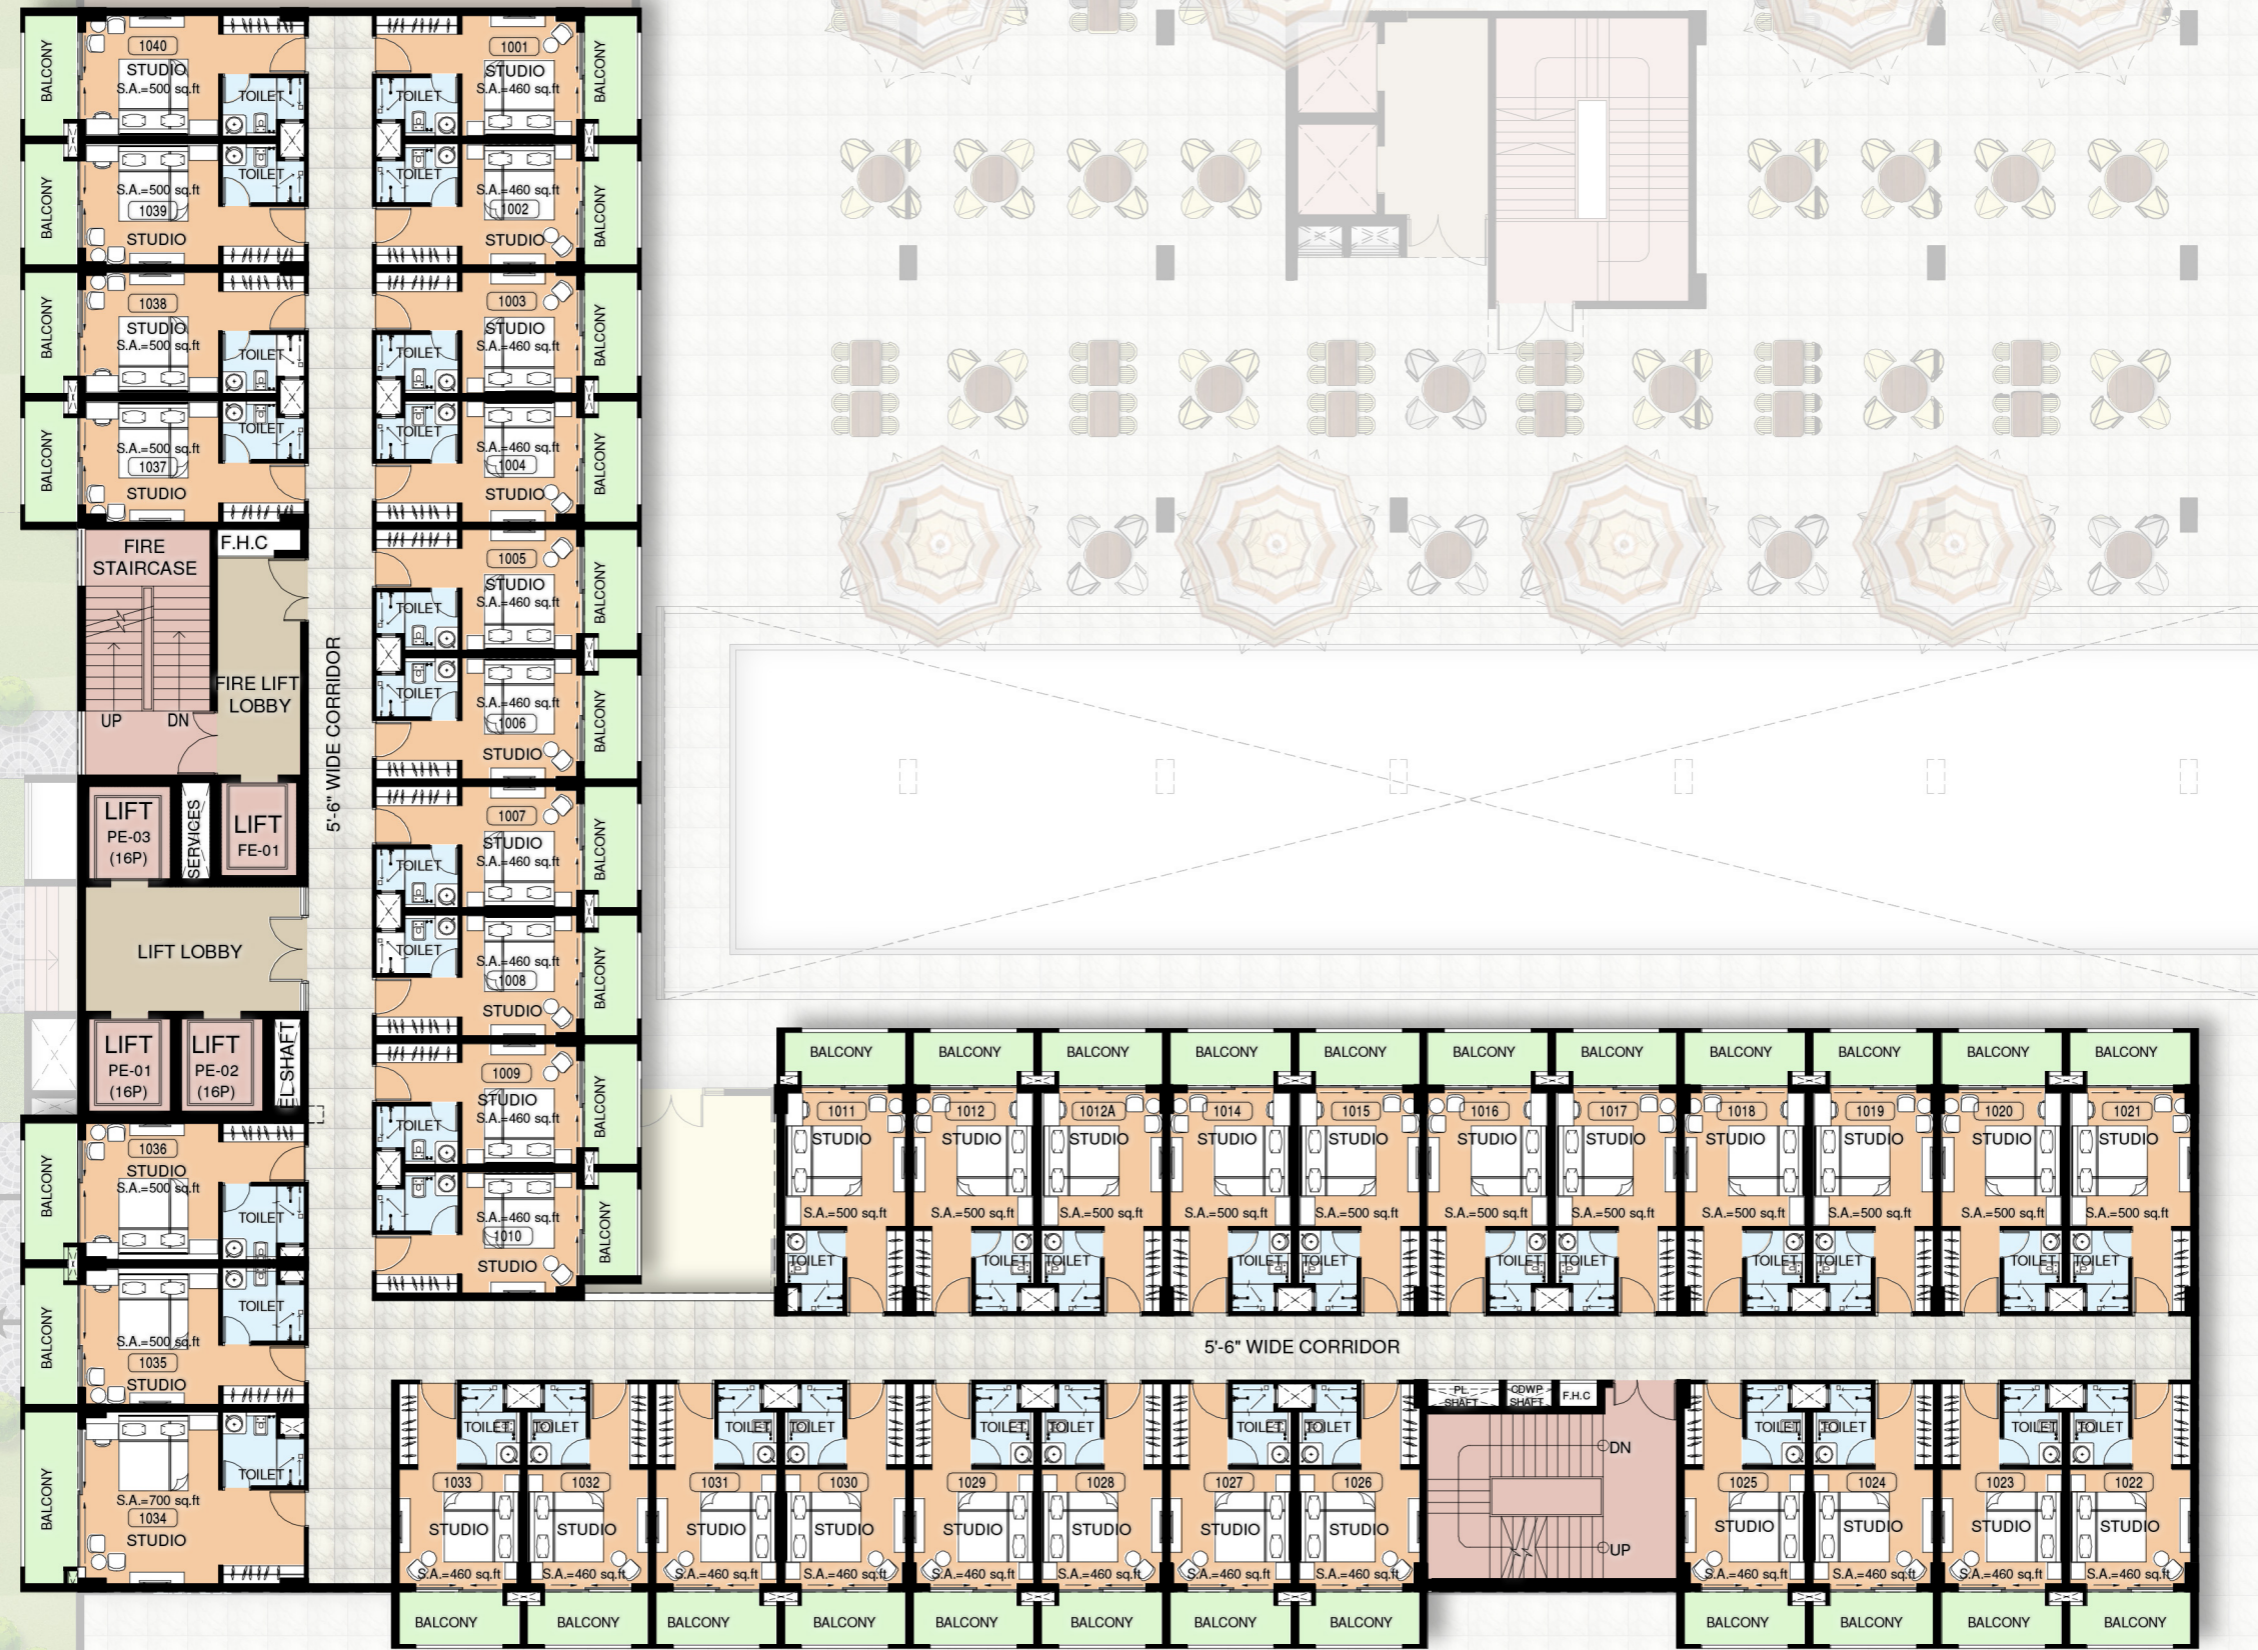 BALCONY
1040
STUDIO
S.A.=500 sq.ft
TOILET
TOILET
1001
STUDIO
S.A.=460 sq.ft
BALCONY
BALCONY
S.A.=500 sq.ft
1039
STUDIO
TOILET
TOILET
S.A.=460 sq.ft
1002
STUDIO
BALCONY
BALCONY
1038
STUDIO
S.A.=500 sq.ft
TOILET
TOILET
1003
STUDIO
S.A.=460 sq.ft
BALCONY
BALCONY
S.A.=500 sq.ft
1037
STUDIO
TOILET
TOILET
S.A.=460 sq.ft
1004
STUDIO
BALCONY
FIRE
STAIRCASE
F.H.C
UP
DN
FIRE LIFT
LOBBY
5'-6" WIDE CORRIDOR
1005
STUDIO
S.A.=460 sq.ft
TOILET
BALCONY
TOILET
S.A.=460 sq.ft
1006
STUDIO
BALCONY
LIFT
PE-03
(16P)
SERVICES
LIFT
FE-01
1007
STUDIO
S.A.=460 sq.ft
TOILET
BALCONY
LIFT LOBBY
TOILET
S.A.=460 sq.ft
1008
STUDIO
BALCONY
LIFT
PE-01
(16P)
LIFT
PE-02
(16P)
EL.SHAFT
1009
STUDIO
S.A.=460 sq.ft
TOILET
BALCONY
BALCONY
1036
STUDIO
S.A.=500 sq.ft
TOILET
S.A.=460 sq.ft
1010
STUDIO
BALCONY
BALCONY
S.A.=500 sq.ft
1035
STUDIO
TOILET
BALCONY
S.A.=700 sq.ft
1034
STUDIO
TOILET
BALCONY BALCONY BALCONY BALCONY BALCONY BALCONY BALCONY BALCONY BALCONY BALCONY BALCONY
1011 1012 1012A 1014 1015 1016 1017 1018 1019 1020 1021
STUDIO STUDIO STUDIO STUDIO STUDIO STUDIO STUDIO STUDIO STUDIO STUDIO STUDIO
S.A.=500 sq.ft S.A.=500 sq.ft S.A.=500 sq.ft S.A.=500 sq.ft S.A.=500 sq.ft S.A.=500 sq.ft S.A.=500 sq.ft S.A.=500 sq.ft S.A.=500 sq.ft S.A.=500 sq.ft S.A.=500 sq.ft
TOILET TOILET TOILET TOILET TOILET TOILET TOILET TOILET TOILET TOILET TOILET
5'-6" WIDE CORRIDOR
PL. SHAFT
CDWP SHAFT
F.H.C
TOILET TOILET TOILET TOILET TOILET TOILET TOILET TOILET TOILET TOILET TOILET TOILET
DN
UP
1033 1032 1031 1030 1029 1028 1027 1026 1025 1024 1023 1022
STUDIO STUDIO STUDIO STUDIO STUDIO STUDIO STUDIO STUDIO STUDIO STUDIO STUDIO STUDIO
S.A.=460 sq.ft S.A.=460 sq.ft S.A.=460 sq.ft S.A.=460 sq.ft S.A.=460 sq.ft S.A.=460 sq.ft S.A.=460 sq.ft S.A.=460 sq.ft S.A.=460 sq.ft S.A.=460 sq.ft S.A.=460 sq.ft S.A.=460 sq.ft
BALCONY BALCONY BALCONY BALCONY BALCONY BALCONY BALCONY BALCONY BALCONY BALCONY BALCONY BALCONY